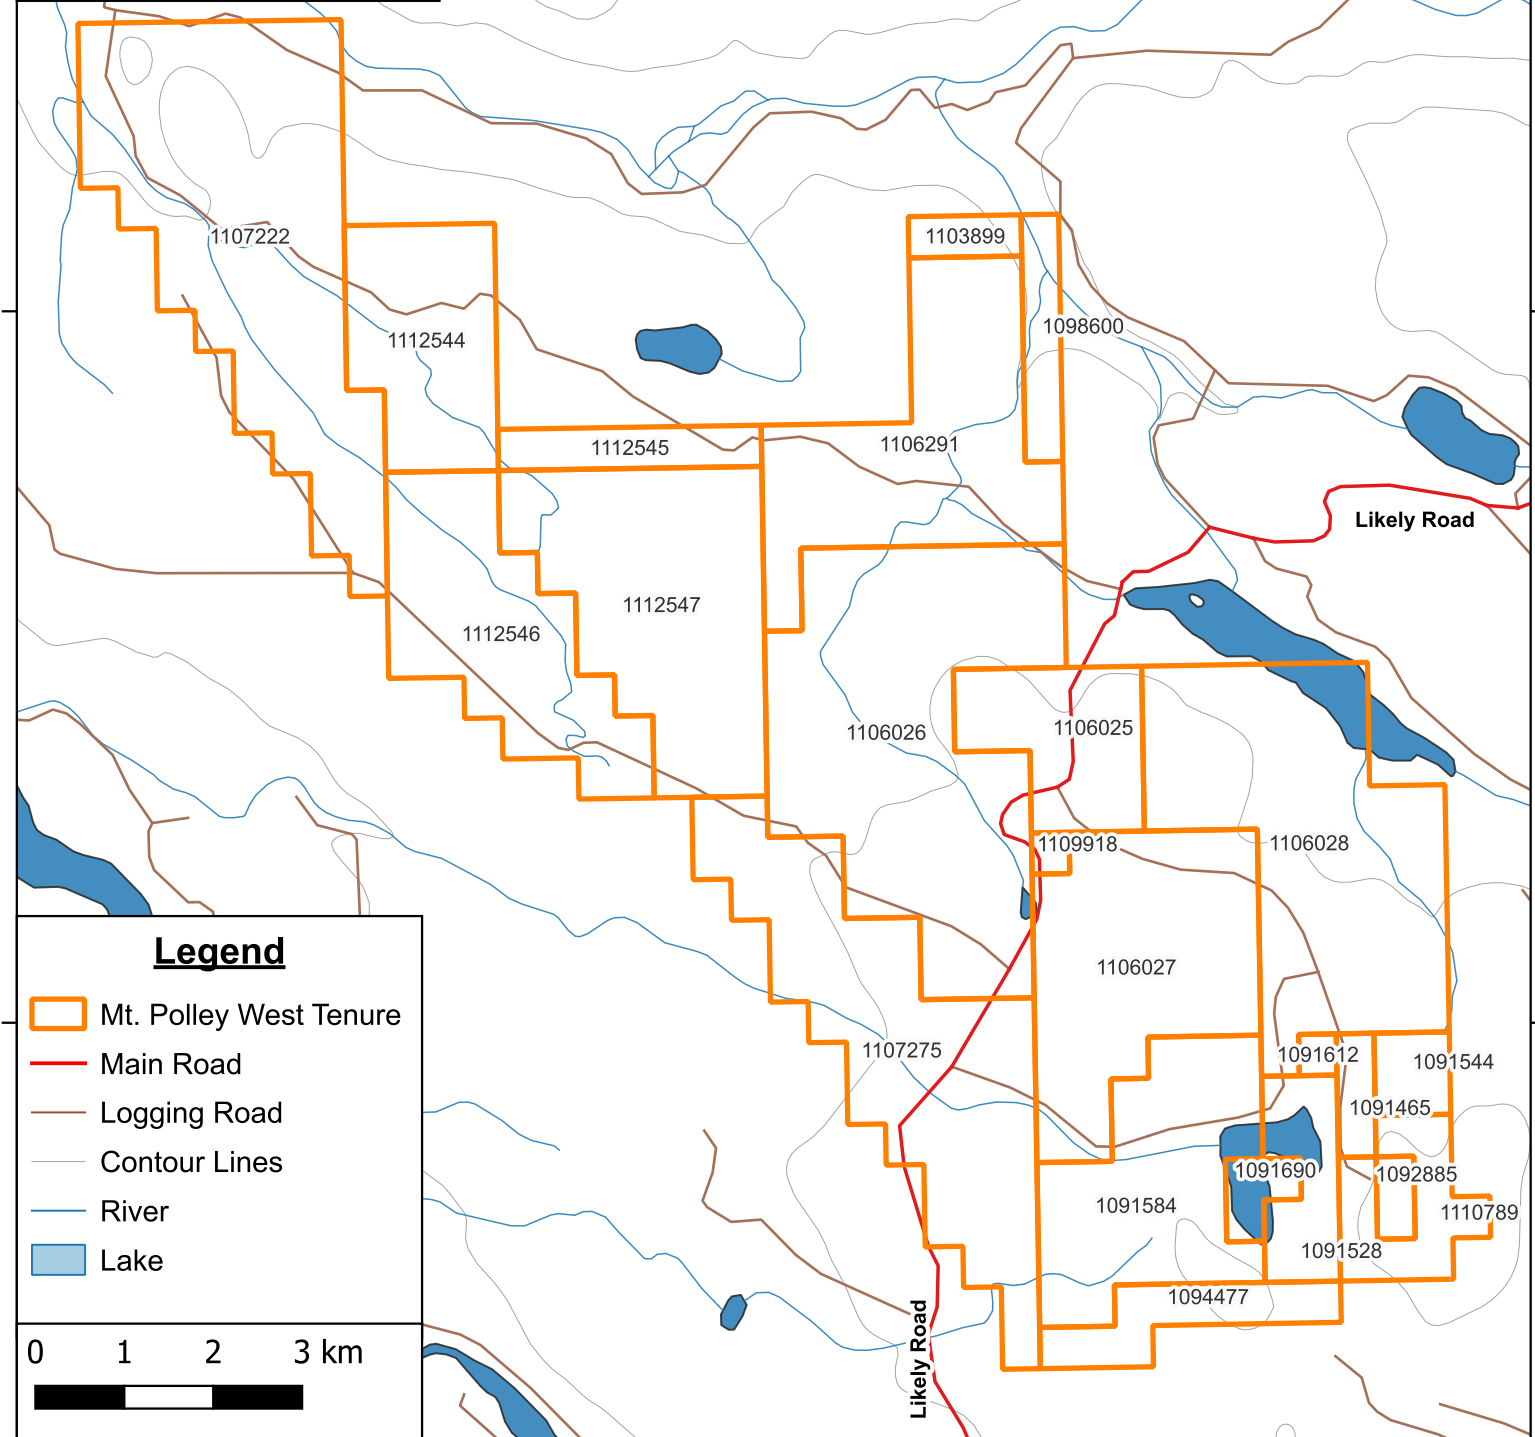 1107222
1103899
1098600
1112544
1112545
1106291
Likely Road
1112547
1112546
1106026
1106025
1109918
1106028
1106027
1107275
1091612
1091544
1091465
1091690
1092885
1091584
1110789
1091528
1094477
Likely Road
Legend
Mt. Polley West Tenure
Main Road
Logging Road
Contour Lines
River
Lake
0 1 2 3 km